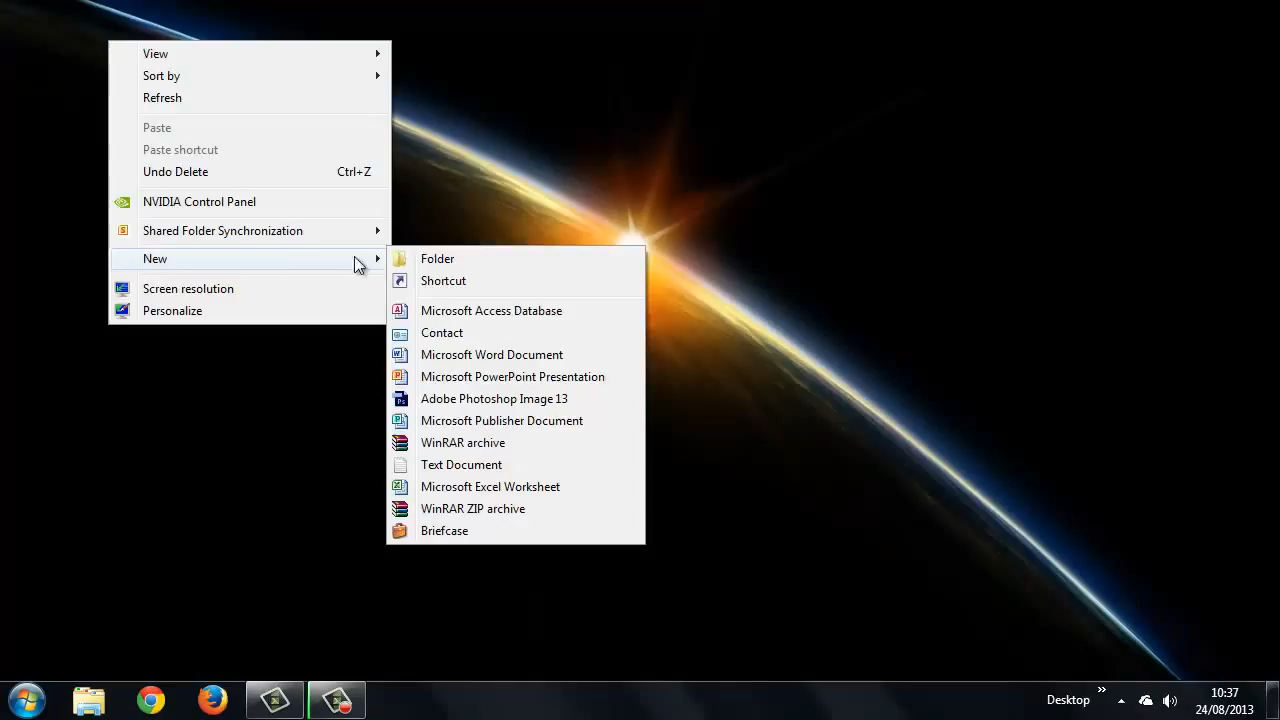 View
Sort by
Refresh
Paste
Paste shortcut
Undo Delete Ctrl+Z
NVIDIA Control Panel
Shared Folder Synchronization
New
Screen resolution
Personalize
Folder
Shortcut
Microsoft Access Database
Contact
Microsoft Word Document
Microsoft PowerPoint Presentation
Adobe Photoshop Image 13
Microsoft Publisher Document
WinRAR archive
Text Document
Microsoft Excel Worksheet
WinRAR ZIP archive
Briefcase
Desktop
10:37
24/08/2013